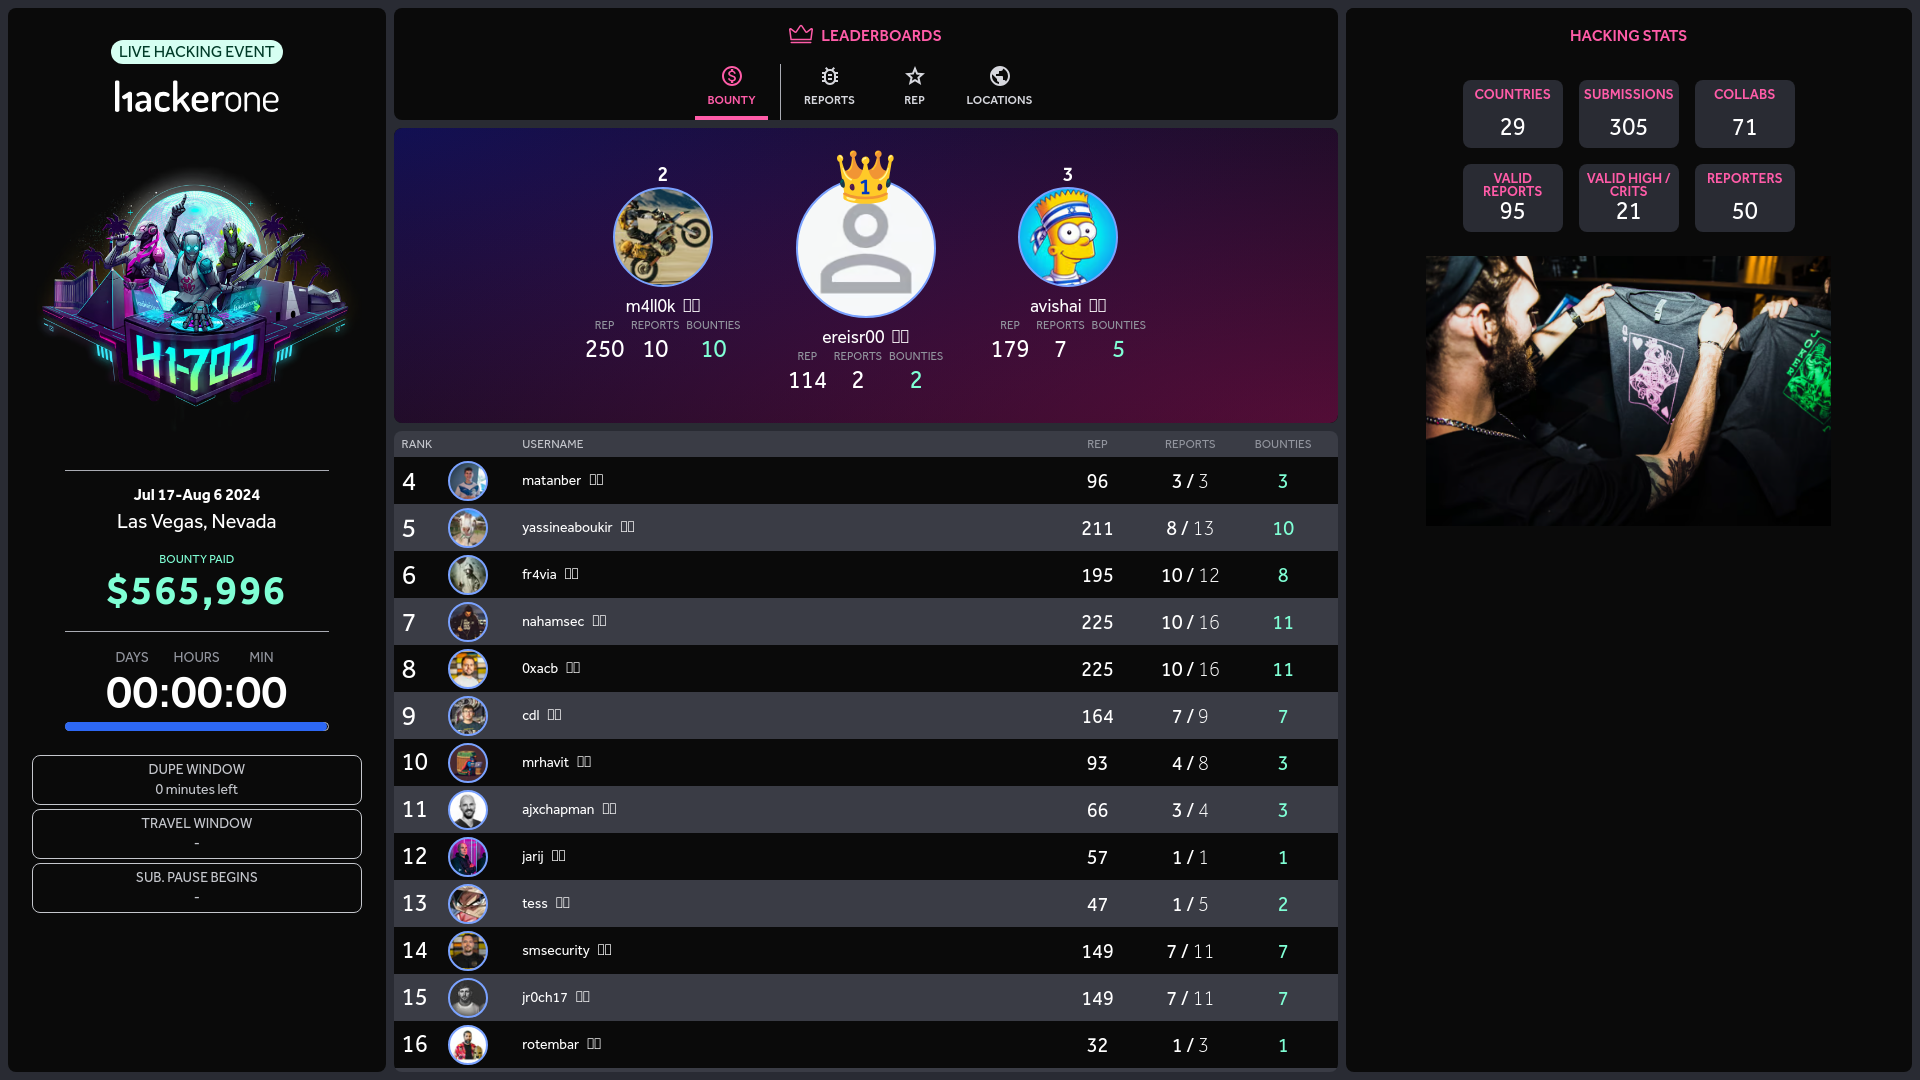 LIVE HACKING EVENT
hackerone
H1-702
Jul 17-Aug 6 2024
Las Vegas, Nevada
BOUNTY PAID
$565,996
DAYS HOURS MIN
00:00:00
DUPE WINDOW
0 minutes left
TRAVEL WINDOW
-
SUB. PAUSE BEGINS
-
LEADERBOARDS
BOUNTY REPORTS REP LOCATIONS
2
m4ll0k
REP REPORTS BOUNTIES
250 10 10
1
ereisr00
REP REPORTS BOUNTIES
114 2 2
3
avishai
REP REPORTS BOUNTIES
179 7 5
RANK USERNAME REP REPORTS BOUNTIES
4 matanber 96 3 / 3 3
5 yassineaboukir 211 8 / 13 10
6 fr4via 195 10 / 12 8
7 nahamsec 225 10 / 16 11
8 0xacb 225 10 / 16 11
9 cdl 164 7 / 9 7
10 mrhavit 93 4 / 8 3
11 ajxchapman 66 3 / 4 3
12 jarij 57 1 / 1 1
13 tess 47 1 / 5 2
14 smsecurity 149 7 / 11 7
15 jr0ch17 149 7 / 11 7
16 rotembar 32 1 / 3 1
HACKING STATS
COUNTRIES
29
SUBMISSIONS
305
COLLABS
71
VALID
REPORTS
95
VALID HIGH /
CRITS
21
REPORTERS
50
Q
JOKER